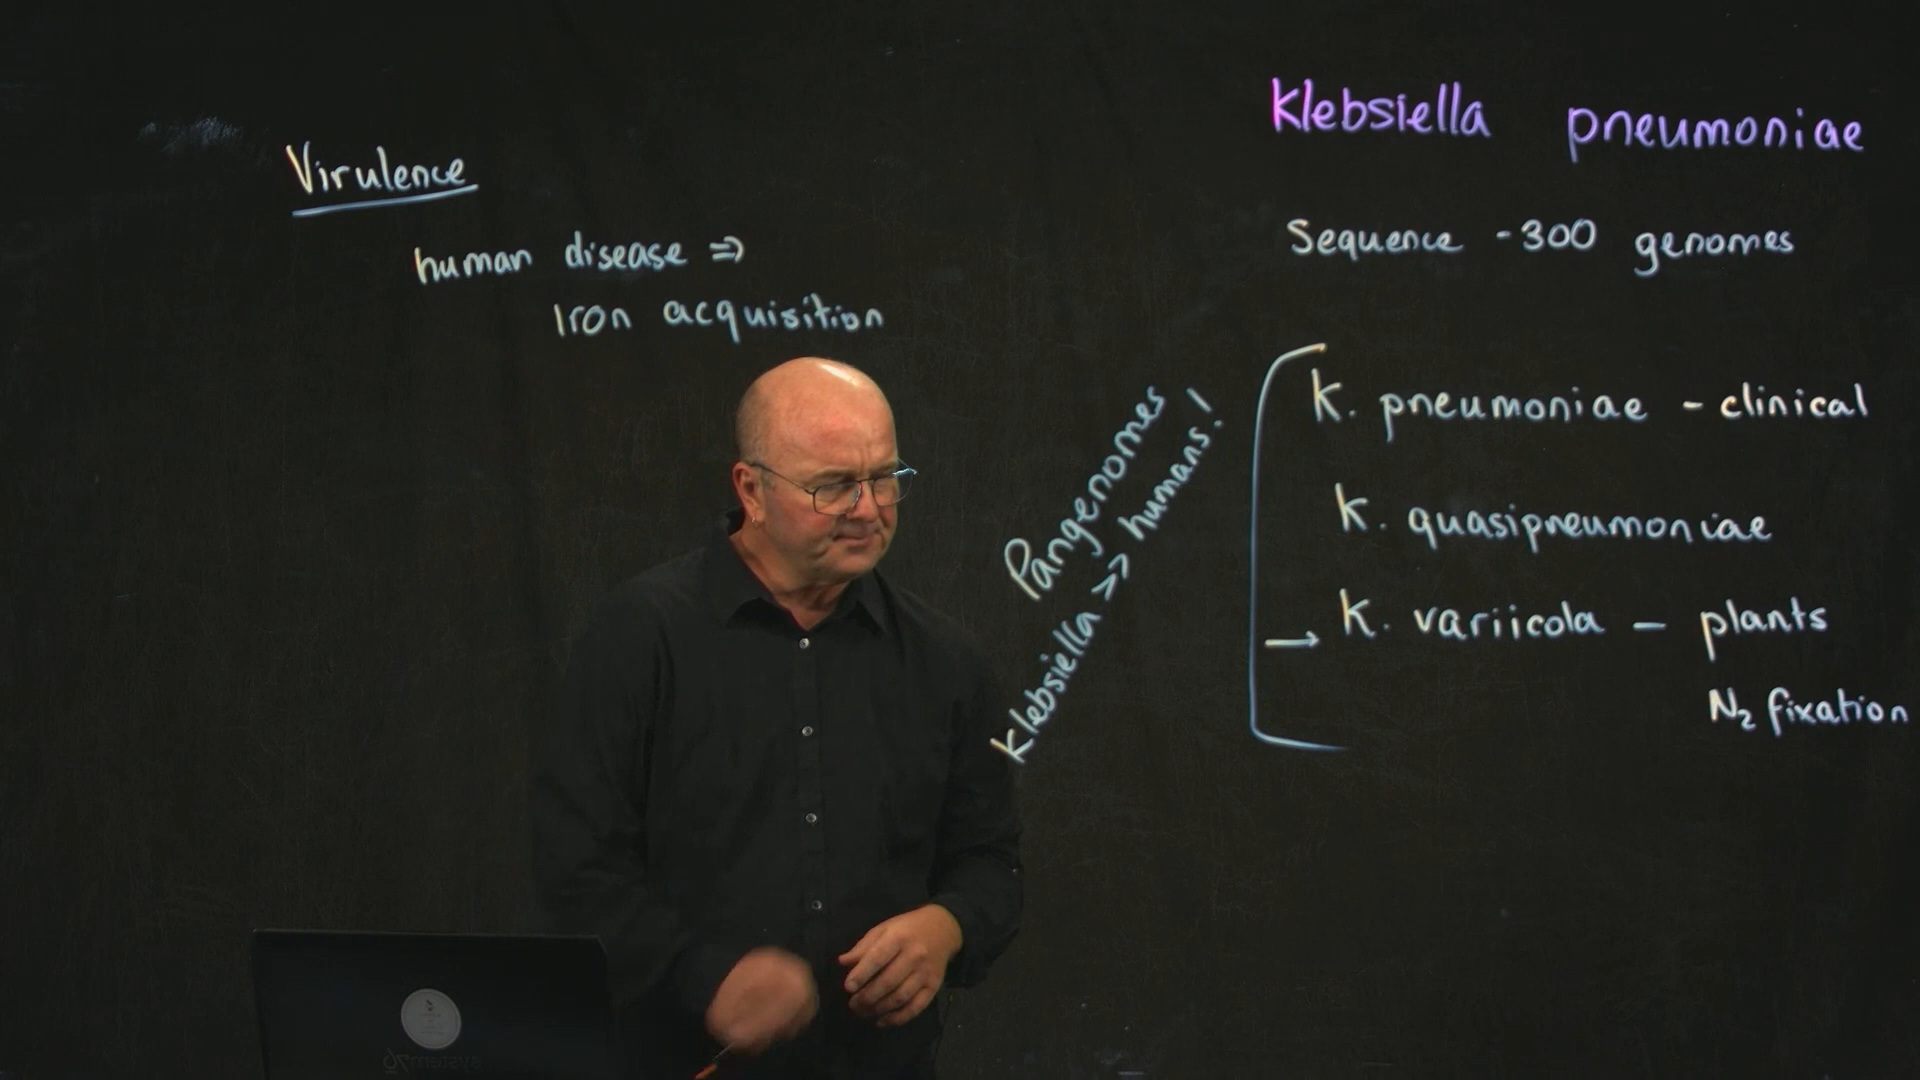 Virulence
human disease ⇒
Iron acquisition
Pangenomes
Klebsiella >> humans!
Klebsiella pneumoniae
Sequence - 300 genomes
K. pneumoniae - clinical
K. quasipneumoniae
→ K. variicola - plants
N₂ fixation
system76